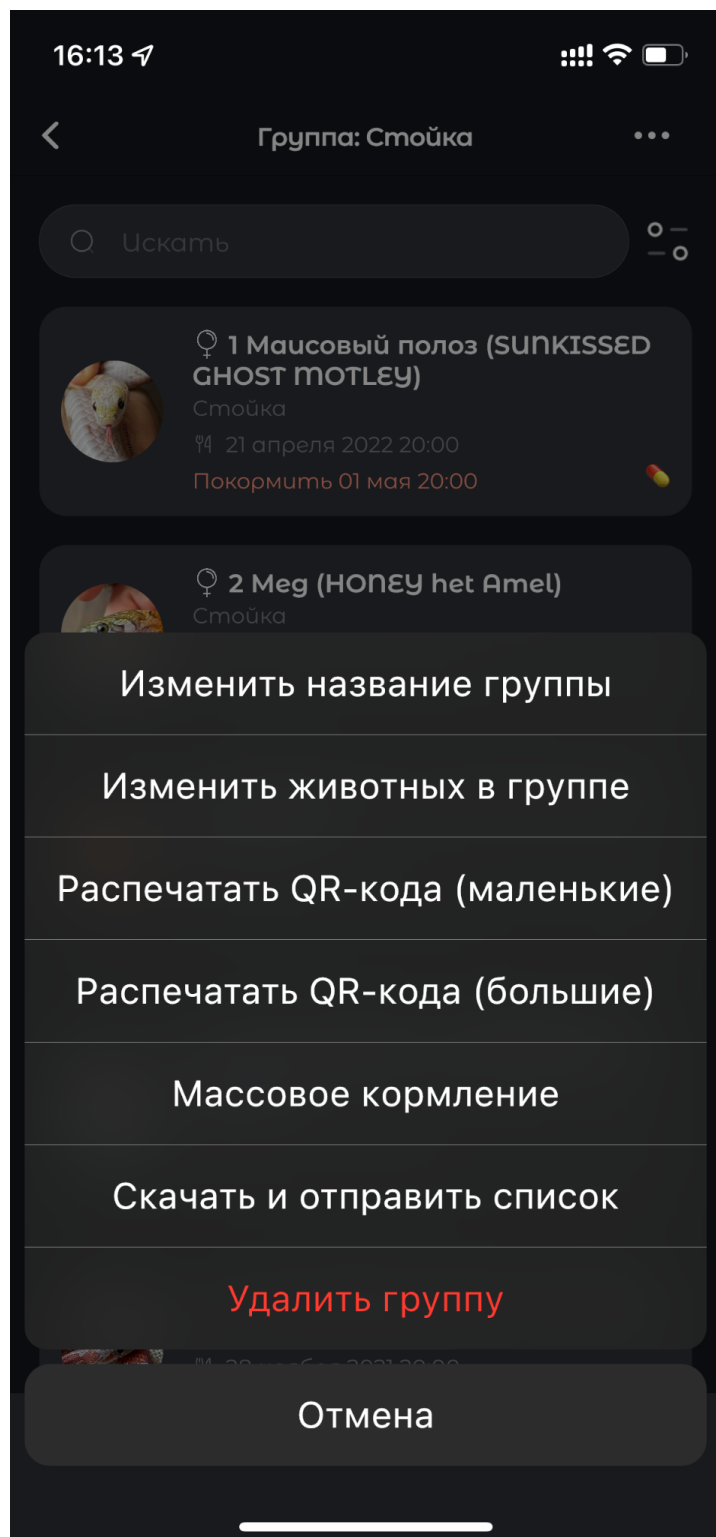 16:13
Группа: Стойка
Искать
1 Маисовый полоз (SUNKISSED
GHOST MOTLEY)
Стойка
21 апреля 2022 20:00
Покормить 01 мая 20:00
2 Мед (HONEY het Amel)
Стойка
Изменить название группы
Изменить животных в группе
Распечатать QR-кода (маленькие)
Распечатать QR-кода (большие)
Массовое кормление
Скачать и отправить список
Удалить группу
Отмена